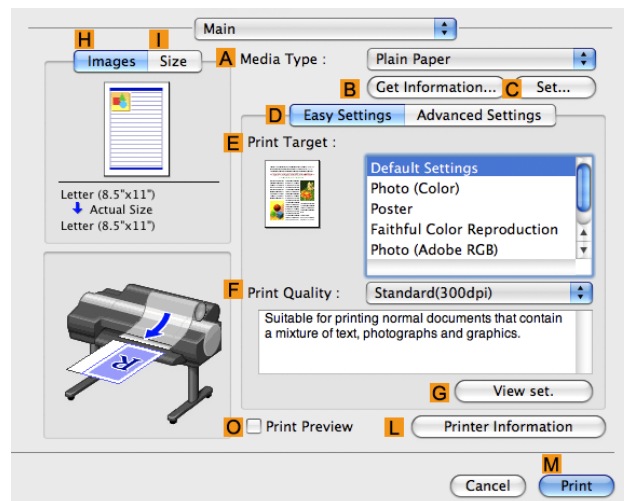 Main
H I
Images Size
A Media Type : Plain Paper
B Get Information... C Set...
D Easy Settings Advanced Settings
E Print Target :
Default Settings
Photo (Color)
Poster
Faithful Color Reproduction
Photo (Adobe RGB)
Letter (8.5"x11")
Actual Size
Letter (8.5"x11")
F Print Quality : Standard(300dpi)
Suitable for printing normal documents that contain
a mixture of text, photographs and graphics.
R
G View set.
O Print Preview L Printer Information
M
Cancel Print